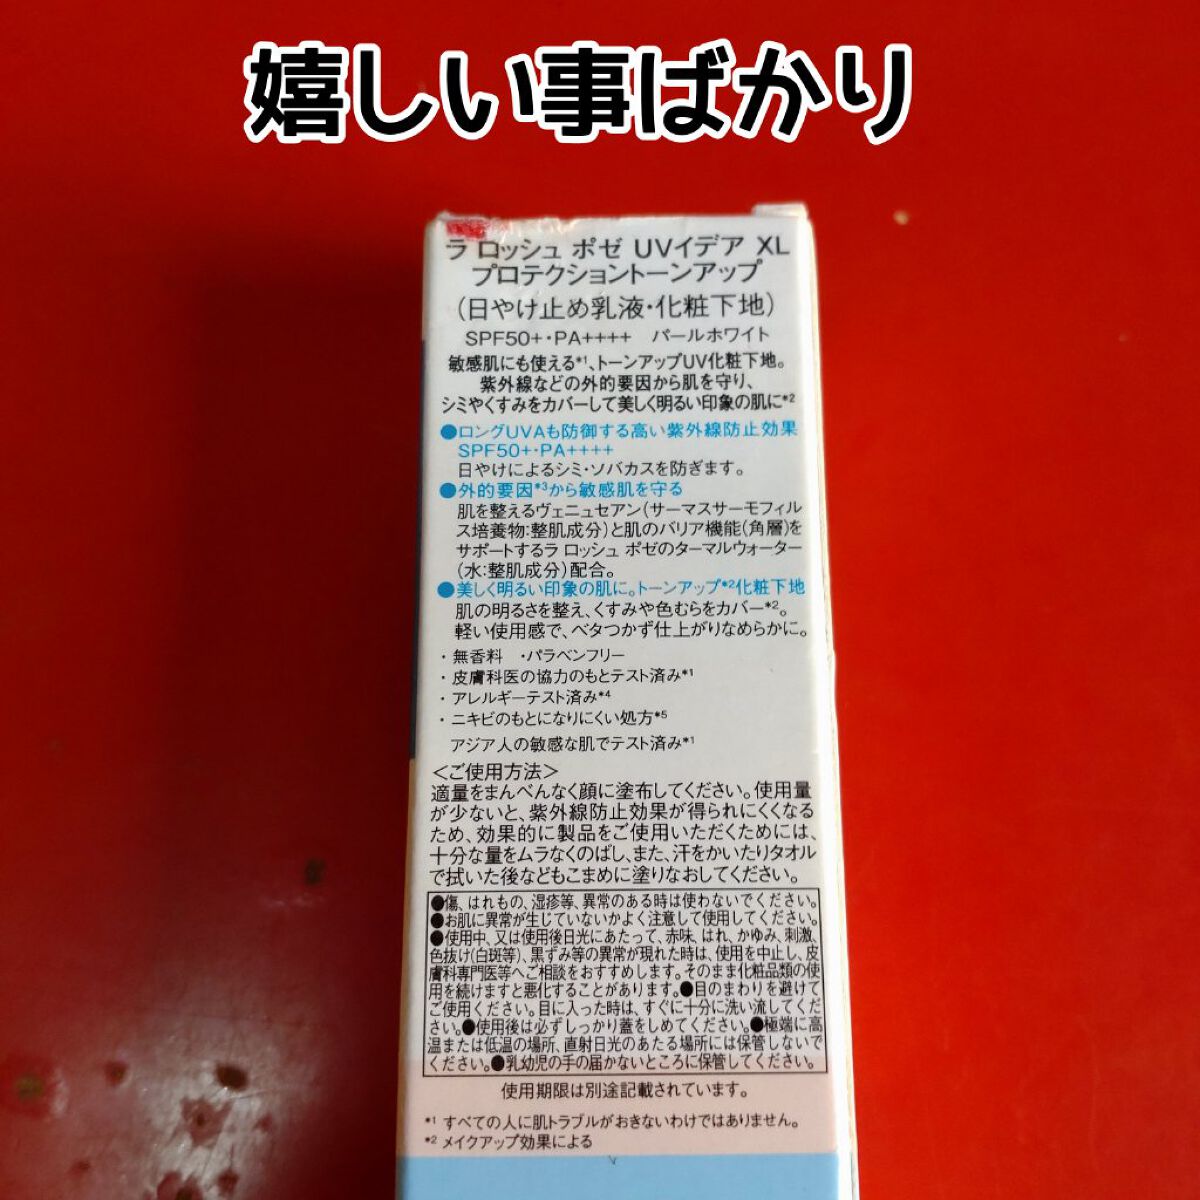 嬉しい事ばかり
ラ ロッシュ ポゼ UVイデア XL
プロテクショントーンアップ
(日やけ止め乳液・化粧下地)
SPF50+・PA++++ パールホワイト
敏感肌にも使える*1、トーンアップUV化粧下地。
紫外線などの外的要因から肌を守り、
シミやくすみをカバーして美しく明るい印象の肌に*2
●ロングUVAも防御する高い紫外線防止効果
SPF50+・PA++++
日やけによるシミ・ソバカスを防ぎます。
●外的要因*3から敏感肌を守る
肌を整えるヴェニュセアン(サーマスサーモフィル
ス培養物:整肌成分)と肌のバリア機能(角層)を
サポートするラ ロッシュ ポゼのターマルウォーター
(水:整肌成分)配合。
●美しく明るい印象の肌に。トーンアップ*2化粧下地
肌の明るさを整え、くすみや色むらをカバー*2。
軽い使用感で、ベタつかず仕上がりなめらかに。
・無香料 ・パラベンフリー
・皮膚科医の協力のもとテスト済み*1
・アレルギーテスト済み*4
・ニキビのもとになりにくい処方*5
アジア人の敏感な肌でテスト済み*1
<ご使用方法>
適量をまんべんなく顔に塗布してください。使用量
が少ないと、紫外線防止効果が得られにくくなる
ため、効果的に製品をご使用いただくためには、
十分な量をムラなくのばし、また、汗をかいたりタオル
で拭いた後などもこまめに塗りなおしてください。
●傷、はれもの、湿疹等、異常のある時は使わないでください。
●お肌に異常が生じていないかよく注意して使用してください。
●使用中、又は使用後日光にあたって、赤味、はれ、かゆみ、刺激、
色抜け(白斑等)、黒ずみ等の異常が現れた時は、使用を中止し、皮
膚科専門医等へご相談をおすすめします。そのまま化粧品類の使
用を続けますと悪化することがあります。●目のまわりを避けて
ご使用ください。目に入った時は、すぐに十分に洗い流してくだ
さい。●使用後は必ずしっかり蓋をしめてください。●極端に高
温または低温の場所、直射日光のあたる場所には保管しないで
ください。●乳幼児の手の届かないところに保管してください。
使用期限は別途記載されています。
*1 すべての人に肌トラブルがおきないわけではありません。
*2 メイクアップ効果による